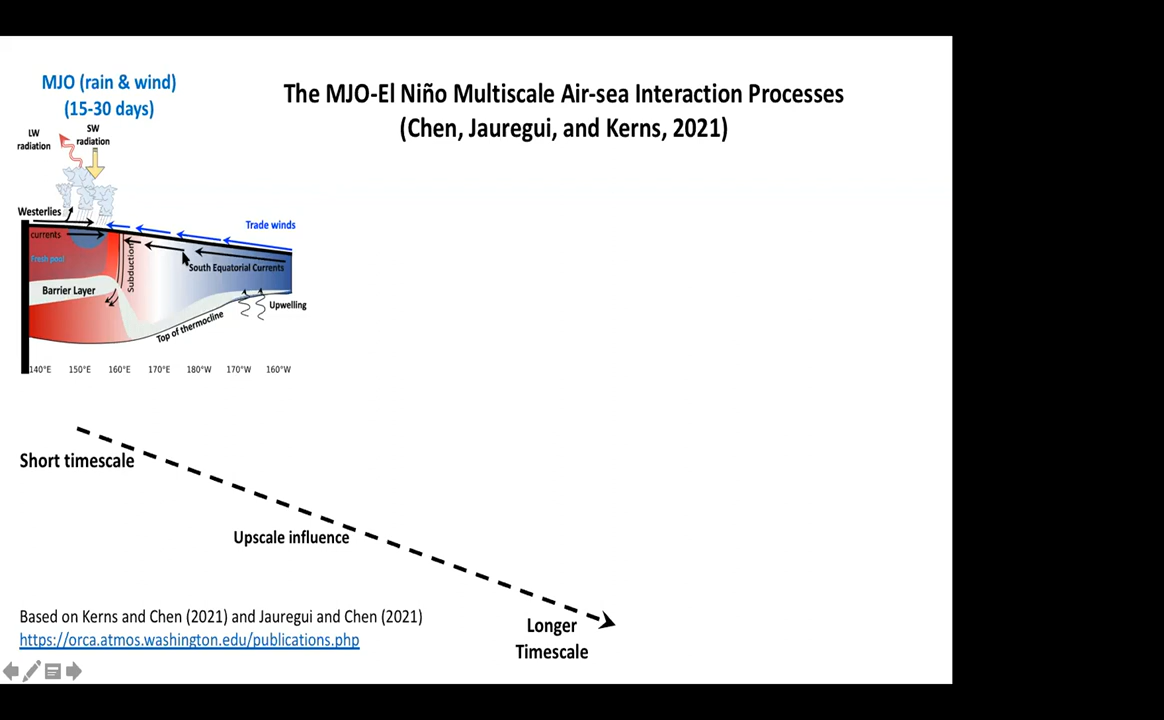 The MJO-El Niño Multiscale Air-sea Interaction Processes
(Chen, Jauregui, and Kerns, 2021)
MJO (rain & wind)
(15-30 days)
LW
radiation
SW
radiation
Westerlies
Trade winds
currents
Fresh pool
Subduction
South Equatorial Currents
Barrier Layer
Upwelling
Top of thermocline
140°E 150°E 160°E 170°E 180°W 170°W 160°W
Short timescale
Upscale influence
Longer
Timescale
Based on Kerns and Chen (2021) and Jauregui and Chen (2021)
https://orca.atmos.washington.edu/publications.php